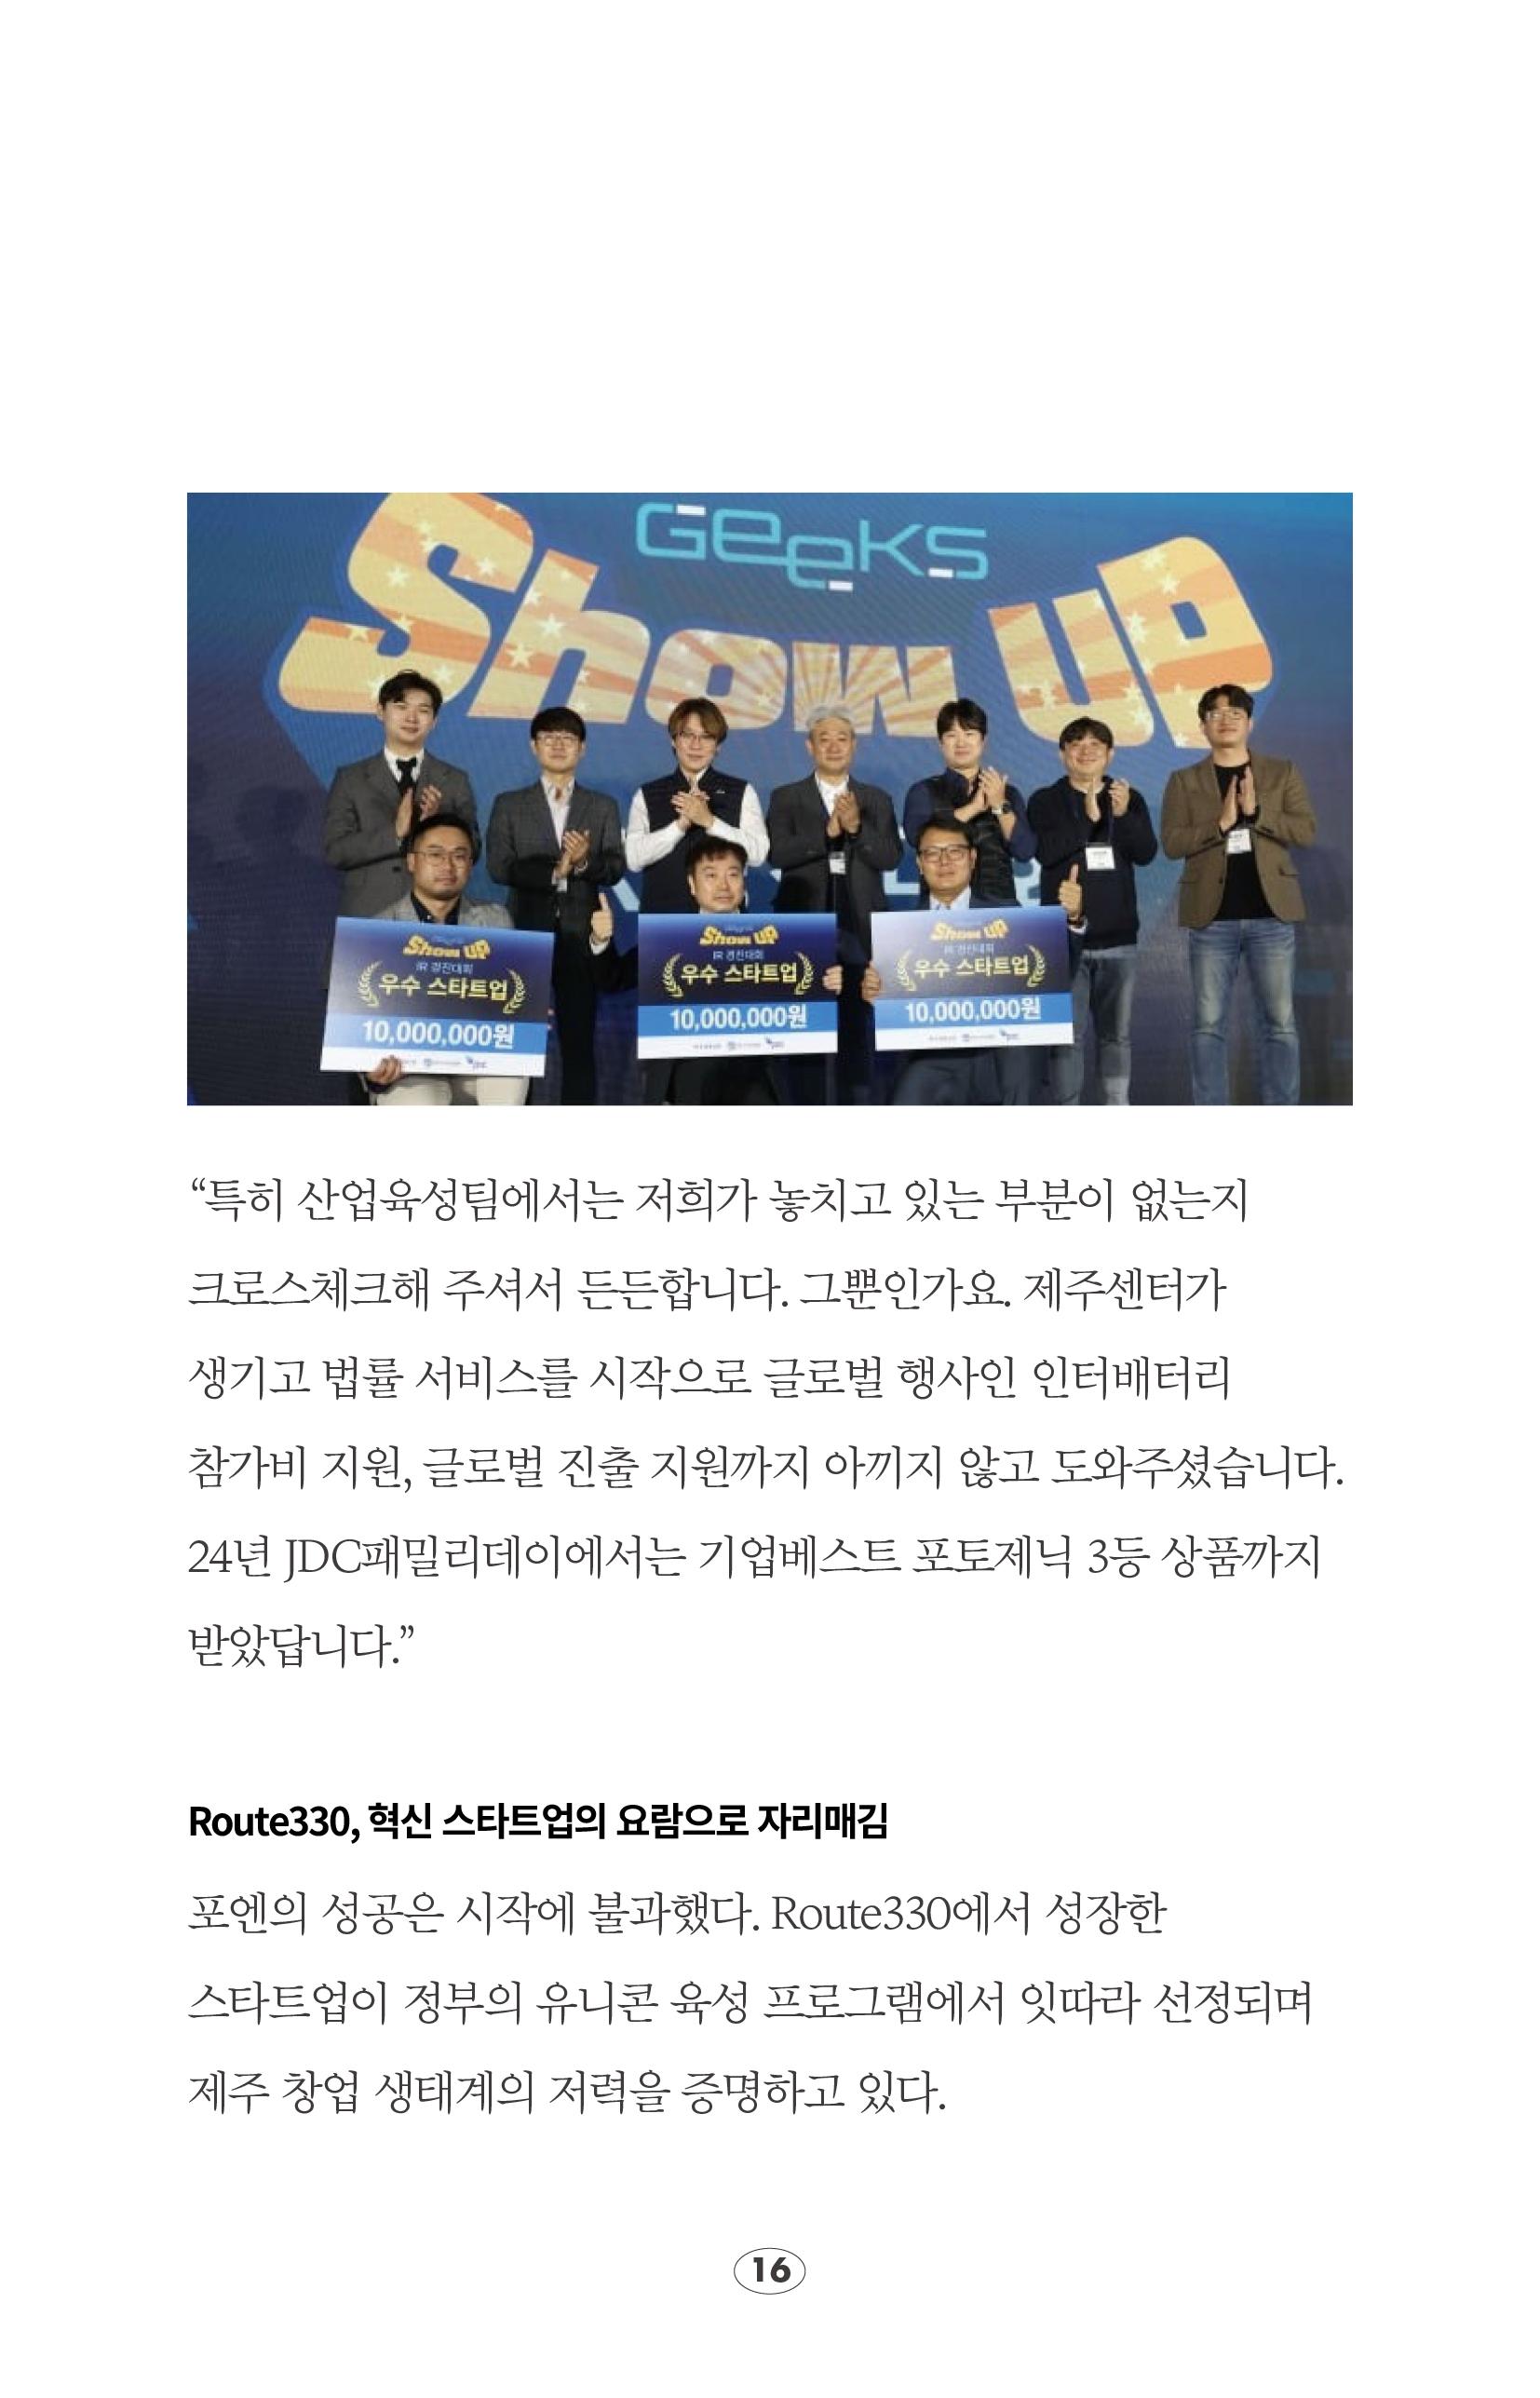 GeeKS
Show UP
Show UP
IR 경진대회
우수 스타트업
10,000,000원
Show UP
IR 경진대회
우수 스타트업
10,000,000원
Show UP
IR 경진대회
우수 스타트업
10,000,000원
“특히 산업육성팀에서는 저희가 놓치고 있는 부분이 없는지
크로스체크해 주셔서 든든합니다. 그뿐인가요. 제주센터가
생기고 법률 서비스를 시작으로 글로벌 행사인 인터배터리
참가비 지원, 글로벌 진출 지원까지 아끼지 않고 도와주셨습니다.
24년 JDC패밀리데이에서는 기업베스트 포토제닉 3등 상품까지
받았답니다.”
Route330, 혁신 스타트업의 요람으로 자리매김
포엔의 성공은 시작에 불과했다. Route330에서 성장한
스타트업이 정부의 유니콘 육성 프로그램에서 잇따라 선정되며
제주 창업 생태계의 저력을 증명하고 있다.
16